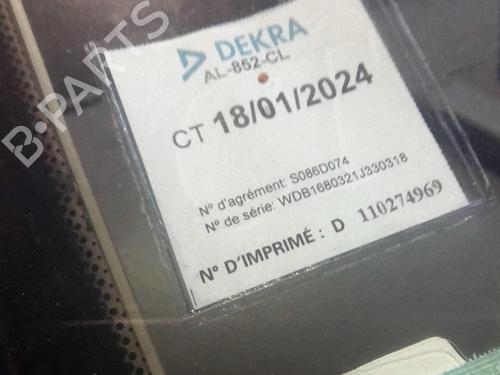 DEKRA
AL-852-CL
CT 18/01/2024
N° d'agrément: S086D074
N° de série: WDB1680321J330318
N° D'IMPRIMÉ : D 110274969
B-PARTS